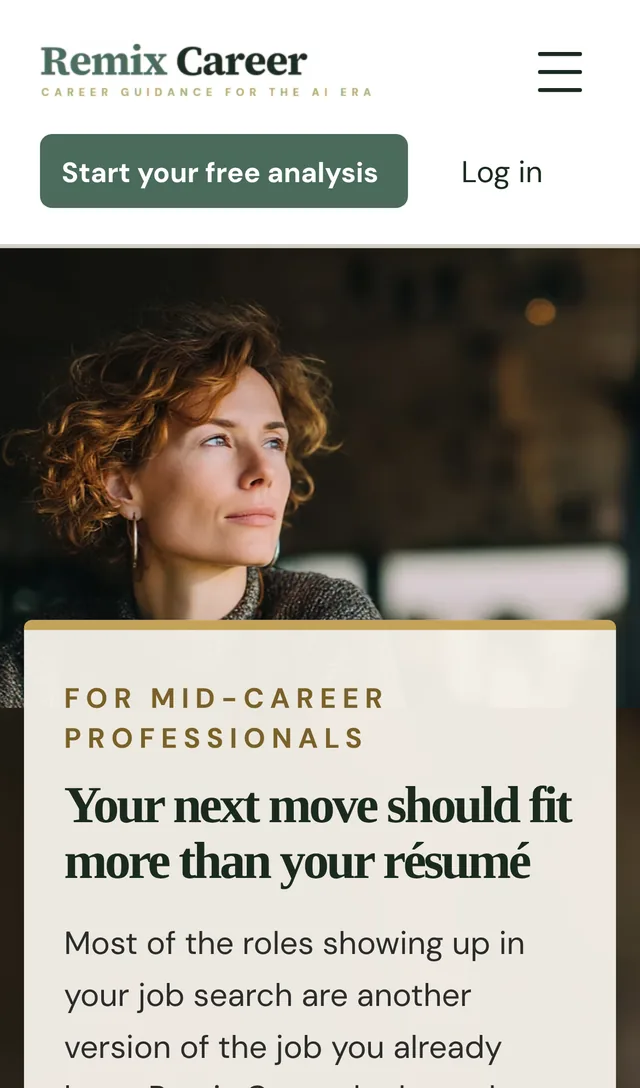 Remix Career
CAREER GUIDANCE FOR THE AI ERA
Start your free analysis
Log in
FOR MID-CAREER
PROFESSIONALS
Your next move should fit
more than your résumé
Most of the roles showing up in
your job search are another
version of the job you already